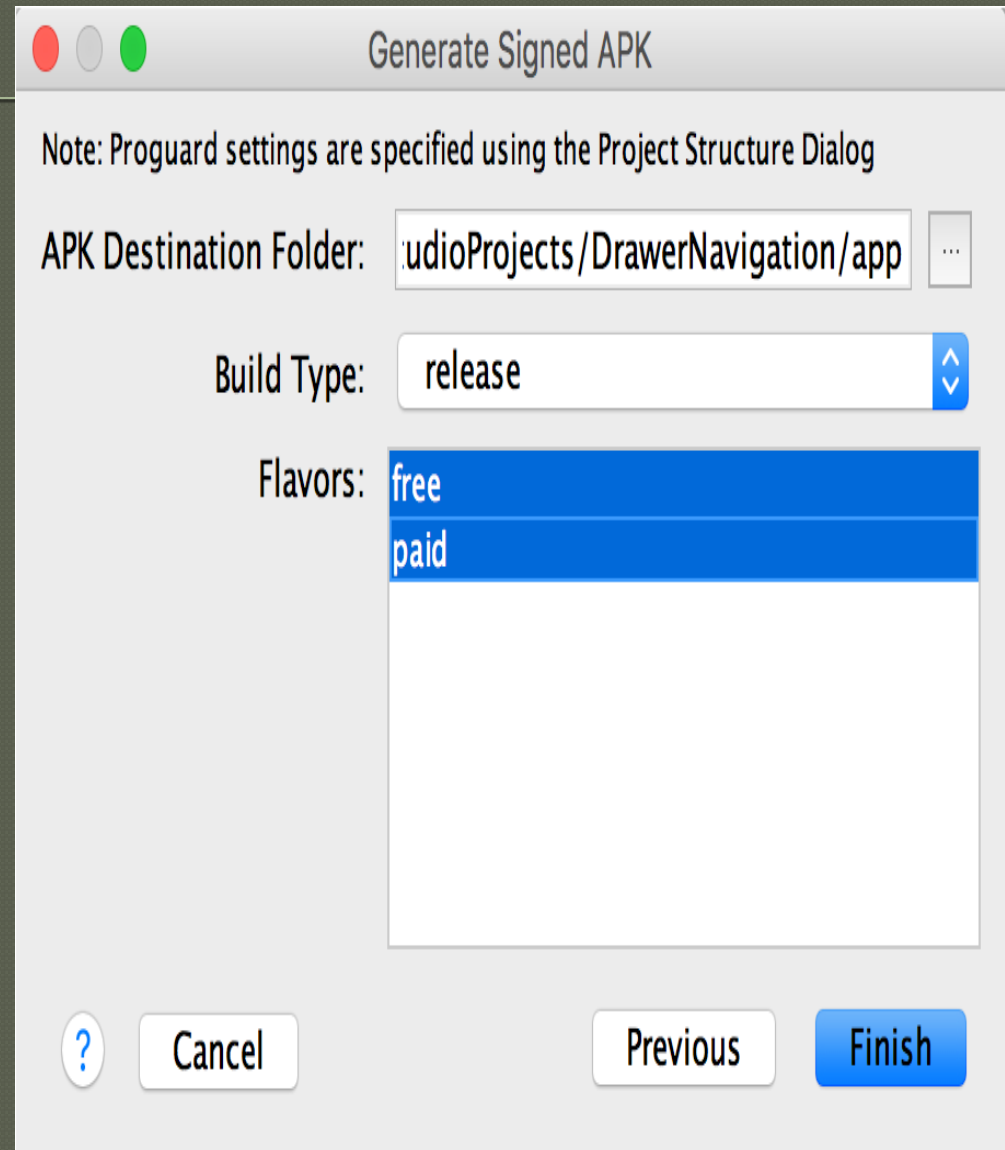 Generate Signed APK
Note: Proguard settings are specified using the Project Structure Dialog
APK Destination Folder: udioProjects/DrawerNavigation/app ...
Build Type: release
Flavors: free
paid
? Cancel Previous Finish